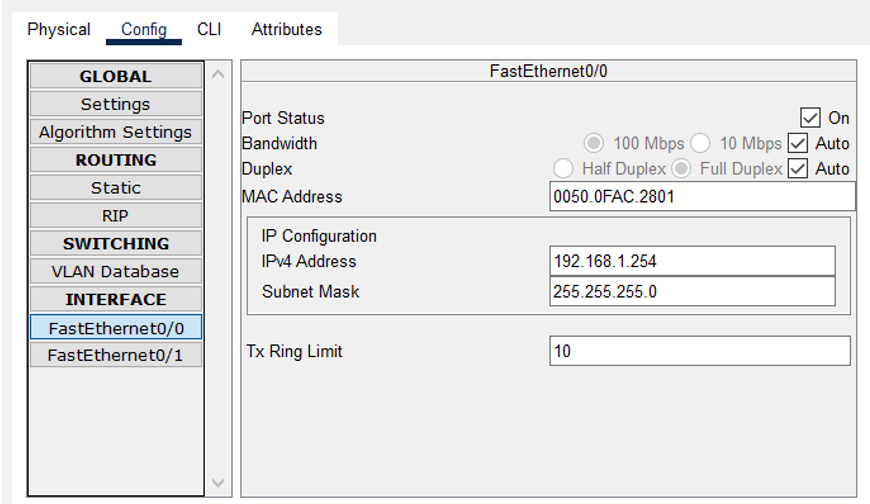 Physical Config CLI Attributes
GLOBAL
Settings
Algorithm Settings
ROUTING
Static
RIP
SWITCHING
VLAN Database
INTERFACE
FastEthernet0/0
FastEthernet0/1
FastEthernet0/0
Port Status On
Bandwidth 100 Mbps 10 Mbps Auto
Duplex Half Duplex Full Duplex Auto
MAC Address 0050.0FAC.2801
IP Configuration
IPv4 Address 192.168.1.254
Subnet Mask 255.255.255.0
Tx Ring Limit 10